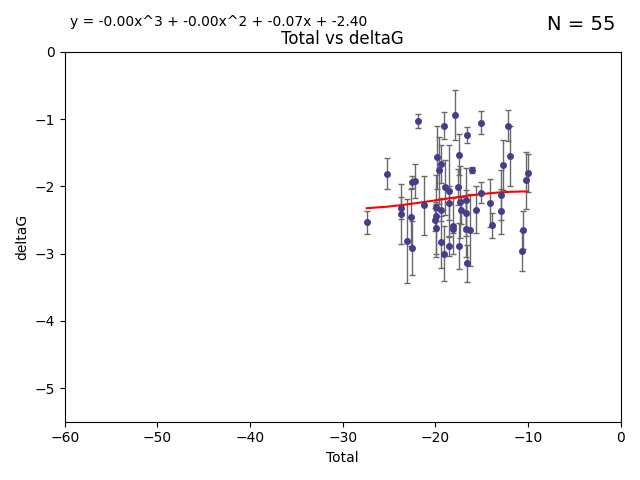 y = -0.00x^3 + -0.00x^2 + -0.07x + -2.40
N = 55
Total vs deltaG
0
−1
−2
−3
−4
−5
deltaG
−60 −50 −40 −30 −20 −10 0
Total